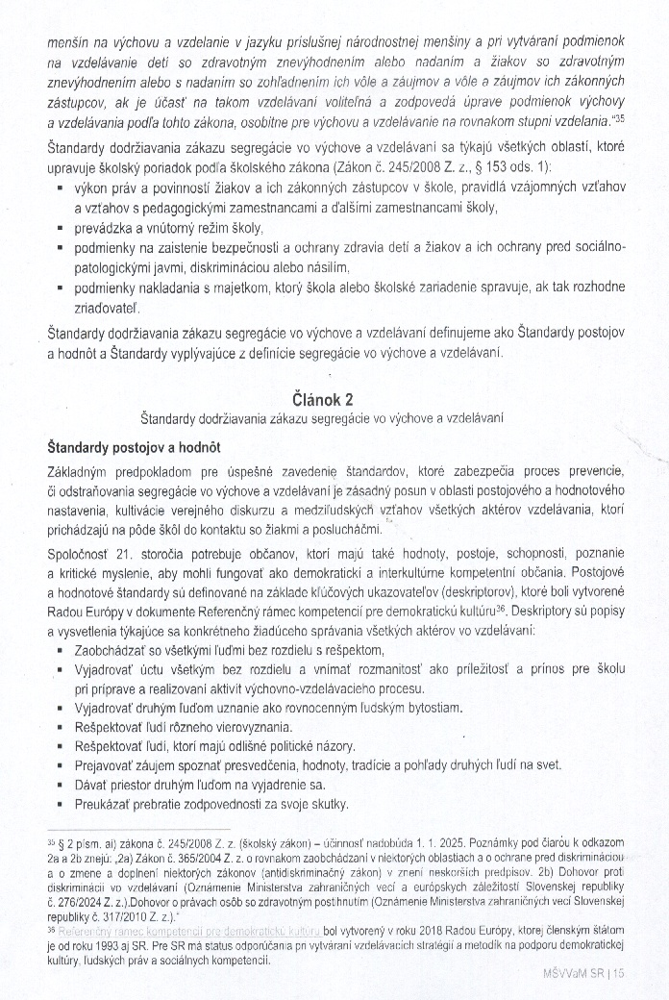 menšín na výchovu a vzdelanie v jazyku príslušnej národnostnej menšiny a pri vytváraní podmienok
na vzdelávanie detí so zdravotným znevýhodnením alebo nadaním a žiakov so zdravotným
znevýhodnením alebo s nadaním so zohľadnením ich vôle a záujmov a vôle a záujmov ich zákonných
zástupcov, ak je účasť na takom vzdelávaní voliteľná a zodpovedá úprave podmienok výchovy
a vzdelávania podľa tohto zákona, osobitne pre výchovu a vzdelávanie na rovnakom stupni vzdelania.“³⁵
Štandardy dodržiavania zákazu segregácie vo výchove a vzdelávaní sa týkajú všetkých oblastí, ktoré
upravuje školský poriadok podľa školského zákona (Zákon č. 245/2008 Z. z., § 153 ods. 1):
▪ výkon práv a povinností žiakov a ich zákonných zástupcov v škole, pravidlá vzájomných vzťahov
a vzťahov s pedagogickými zamestnancami a ďalšími zamestnancami školy,
▪ prevádzka a vnútorný režim školy,
▪ podmienky na zaistenie bezpečnosti a ochrany zdravia detí a žiakov a ich ochrany pred sociálno-
patologickými javmi, diskrimináciou alebo násilím,
▪ podmienky nakladania s majetkom, ktorý škola alebo školské zariadenie spravuje, ak tak rozhodne
zriaďovateľ.
Štandardy dodržiavania zákazu segregácie vo výchove a vzdelávaní definujeme ako Štandardy postojov
a hodnôt a Štandardy vyplývajúce z definície segregácie vo výchove a vzdelávaní.
Článok 2
Štandardy dodržiavania zákazu segregácie vo výchove a vzdelávaní
Štandardy postojov a hodnôt
Základným predpokladom pre úspešné zavedenie štandardov, ktoré zabezpečia proces prevencie,
či odstraňovania segregácie vo výchove a vzdelávaní je zásadný posun v oblasti postojového a hodnotového
nastavenia, kultivácie verejného diskurzu a medziľudských vzťahov všetkých aktérov vzdelávania, ktorí
prichádzajú na pôde škôl do kontaktu so žiakmi a poslucháčmi.
Spoločnosť 21. storočia potrebuje občanov, ktorí majú také hodnoty, postoje, schopnosti, poznanie
a kritické myslenie, aby mohli fungovať ako demokratickí a interkultúrne kompetentní občania. Postojové
a hodnotové štandardy sú definované na základe kľúčových ukazovateľov (deskriptorov), ktoré boli vytvorené
Radou Európy v dokumente Referenčný rámec kompetencií pre demokratickú kultúru³⁶. Deskriptory sú popisy
a vysvetlenia týkajúce sa konkrétneho žiadúceho správania všetkých aktérov vo vzdelávaní:
▪ Zaobchádzať so všetkými ľuďmi bez rozdielu s rešpektom,
▪ Vyjadrovať úctu všetkým bez rozdielu a vnímať rozmanitosť ako príležitosť a prínos pre školu
pri príprave a realizovaní aktivít výchovno-vzdelávacieho procesu.
▪ Vyjadrovať druhým ľuďom uznanie ako rovnocenným ľudským bytostiam.
▪ Rešpektovať ľudí rôzneho vierovyznania.
▪ Rešpektovať ľudí, ktorí majú odlišné politické názory.
▪ Prejavovať záujem spoznať presvedčenia, hodnoty, tradície a pohľady druhých ľudí na svet.
▪ Dávať priestor druhým ľuďom na vyjadrenie sa.
▪ Preukázať prebratie zodpovednosti za svoje skutky.
³⁵ § 2 písm. ai) zákona č. 245/2008 Z. z. (školský zákon) – účinnosť nadobúda 1. 1. 2025. Poznámky pod čiarou k odkazom
2a a 2b znejú: „2a) Zákon č. 365/2004 Z. z. o rovnakom zaobchádzaní v niektorých oblastiach a o ochrane pred diskrimináciou
a o zmene a doplnení niektorých zákonov (antidiskriminačný zákon) v znení neskorších predpisov. 2b) Dohovor proti
diskriminácii vo vzdelávaní (Oznámenie Ministerstva zahraničných vecí a európskych záležitostí Slovenskej republiky
č. 276/2024 Z. z.).Dohovor o právach osôb so zdravotným postihnutím (Oznámenie Ministerstva zahraničných vecí Slovenskej
republiky č. 317/2010 Z. z.).“
³⁶ Referenčný rámec kompetencií pre demokratickú kultúru bol vytvorený v roku 2018 Radou Európy, ktorej členským štátom
je od roku 1993 aj SR. Pre SR má status odporúčania pri vytváraní vzdelávacích stratégií a metodík na podporu demokratickej
kultúry, ľudských práv a sociálnych kompetencií.
MŠVVaM SR | 15